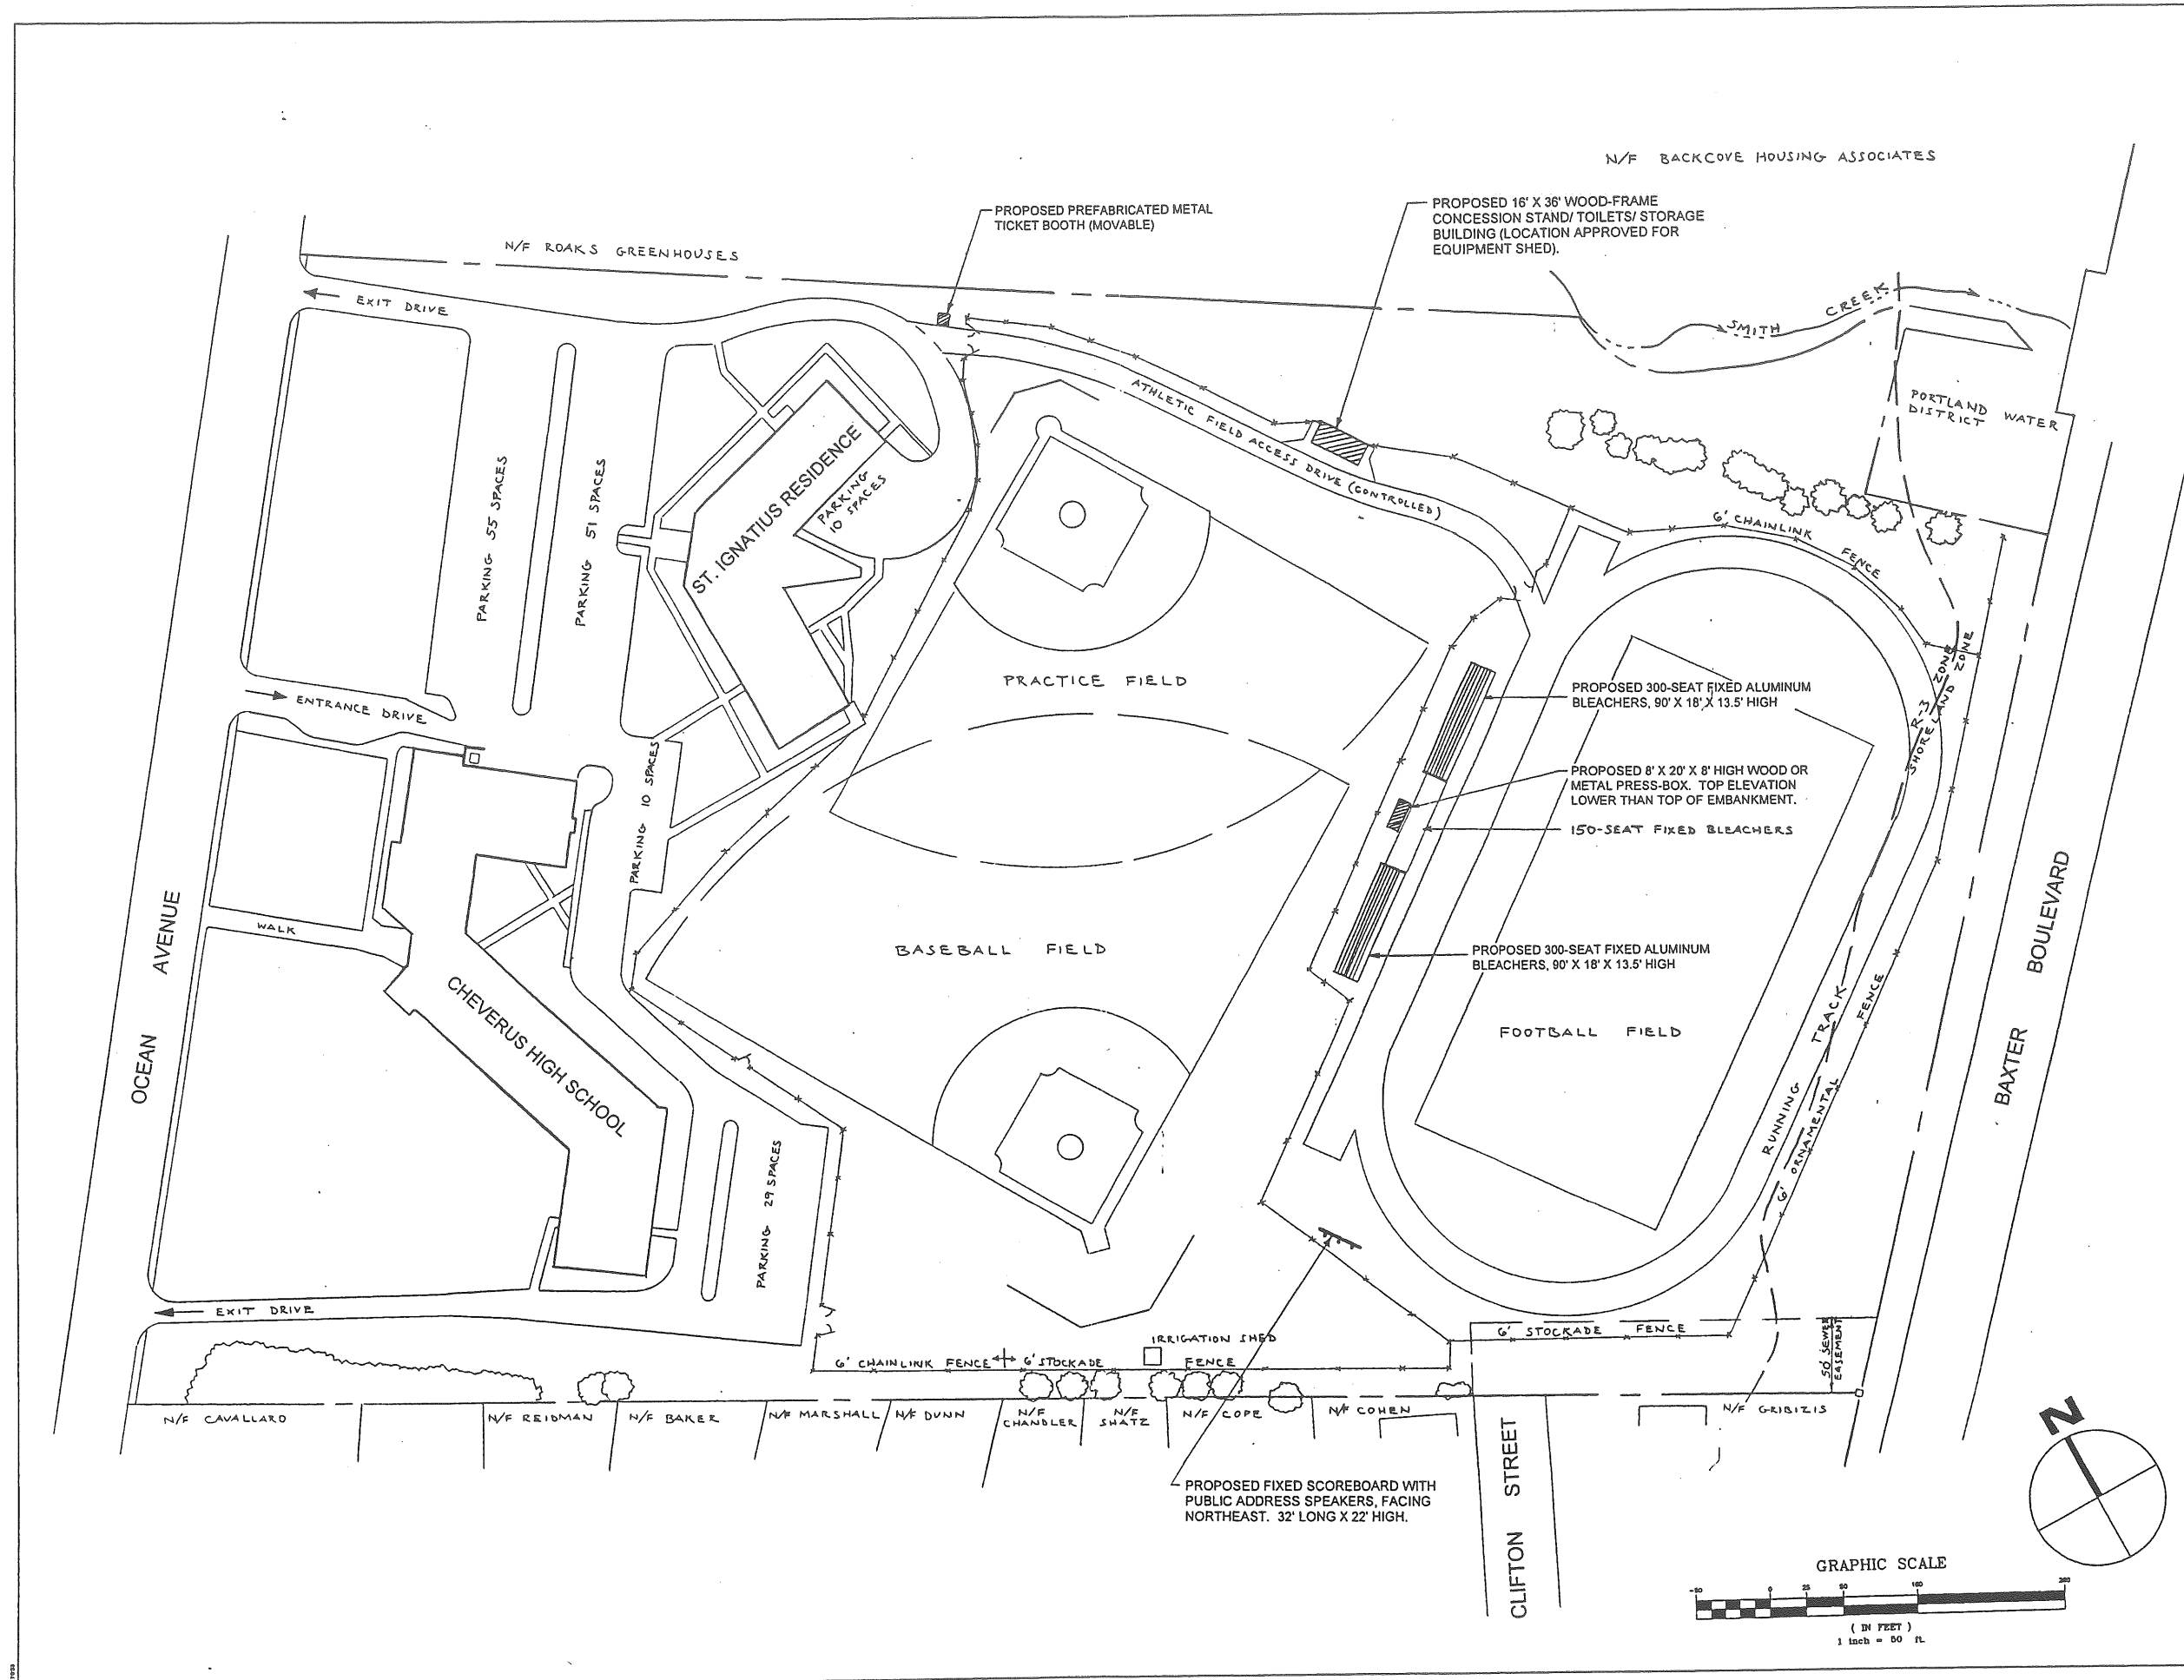 N/F BACKCOVE HOUSING ASSOCIATES
PROPOSED PREFABRICATED METAL
TICKET BOOTH (MOVABLE)
PROPOSED 16' X 36' WOOD-FRAME
CONCESSION STAND/ TOILETS/ STORAGE
BUILDING (LOCATION APPROVED FOR
EQUIPMENT SHED).
N/F ROAKS GREENHOUSES
EXIT DRIVE
SMITH CREEK
PORTLAND WATER
DISTRICT
ATHLETIC FIELD ACCESS DRIVE (CONTROLLED)
PARKING 55 SPACES
PARKING 51 SPACES
ST. IGNATIUS RESIDENCE
PARKING
10 SPACES
6' CHAINLINK FENCE
R-3 ZONE
SHORELAND ZONE
ENTRANCE DRIVE
PRACTICE FIELD
PROPOSED 300-SEAT FIXED ALUMINUM
BLEACHERS, 90' X 18' X 13.5' HIGH
PROPOSED 8' X 20' X 8' HIGH WOOD OR
METAL PRESS-BOX. TOP ELEVATION
LOWER THAN TOP OF EMBANKMENT.
150-SEAT FIXED BLEACHERS
PARKING 10 SPACES
OCEAN AVENUE
WALK
BASEBALL FIELD
PROPOSED 300-SEAT FIXED ALUMINUM
BLEACHERS, 90' X 18' X 13.5' HIGH
BAXTER BOULEVARD
CHEVERUS HIGH SCHOOL
FOOTBALL FIELD
RUNNING TRACK
6' ORNAMENTAL FENCE
PARKING 29 SPACES
EXIT DRIVE
IRRIGATION SHED
6' STOCKADE FENCE
50' SEWER
EASEMENT
6' CHAINLINK FENCE
6' STOCKADE FENCE
N/F CAVALLARO
N/F REIDMAN
N/F BAKER
N/F MARSHALL
N/F DUNN
N/F
CHANDLER
N/F
SHATZ
N/F COPE
N/F COHEN
N/F GRIBIZIS
CLIFTON STREET
N
PROPOSED FIXED SCOREBOARD WITH
PUBLIC ADDRESS SPEAKERS, FACING
NORTHEAST. 32' LONG X 22' HIGH.
GRAPHIC SCALE
-50 0 25 50 100 200
( IN FEET )
1 inch = 50 ft.